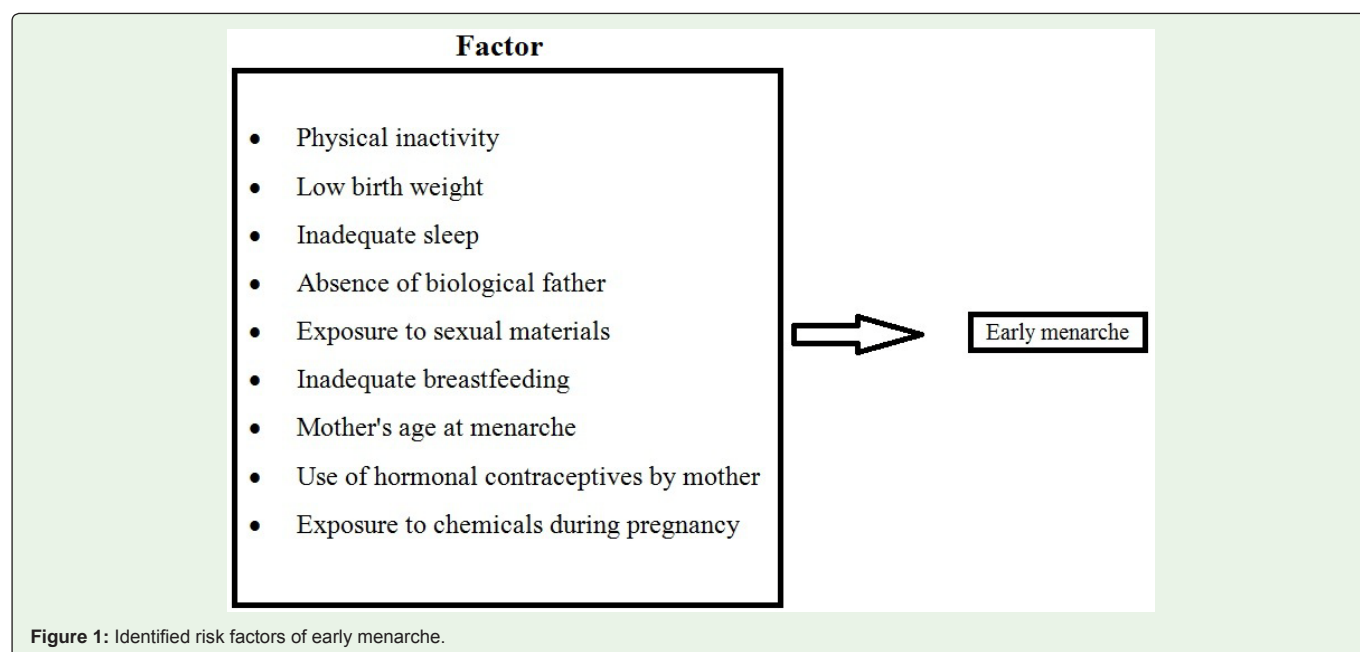 Factor
• Physical inactivity
• Low birth weight
• Inadequate sleep
• Absence of biological father
• Exposure to sexual materials
• Inadequate breastfeeding
• Mother's age at menarche
• Use of hormonal contraceptives by mother
• Exposure to chemicals during pregnancy
Early menarche
Figure 1: Identified risk factors of early menarche.